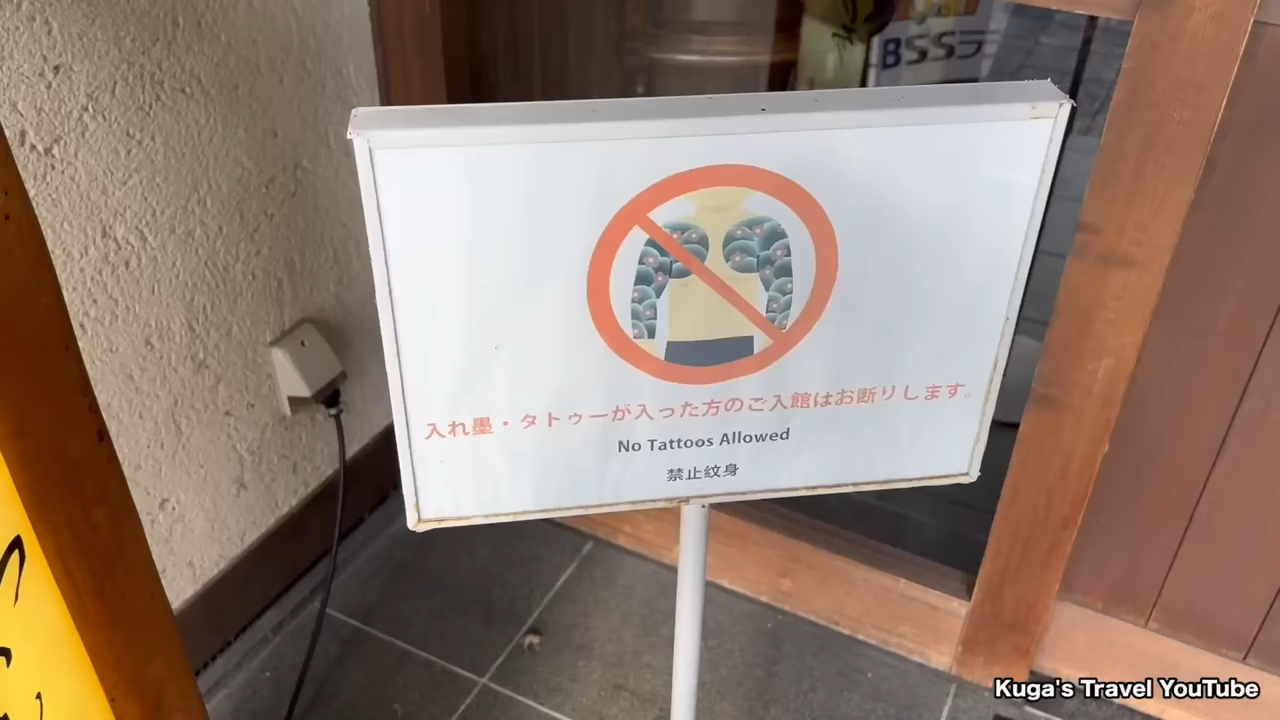 BSSラ
入れ墨・タトゥーが入った方のご入館はお断りします。
No Tattoos Allowed
禁止紋身
Kuga's Travel YouTube